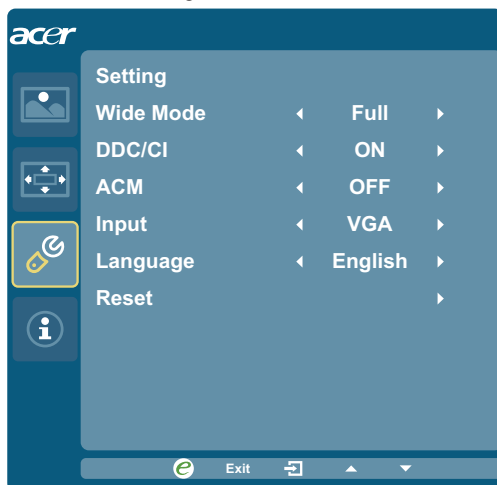 acer
Setting
Wide Mode Full
DDC/CI ON
ACM OFF
Input VGA
Language English
Reset
e Exit